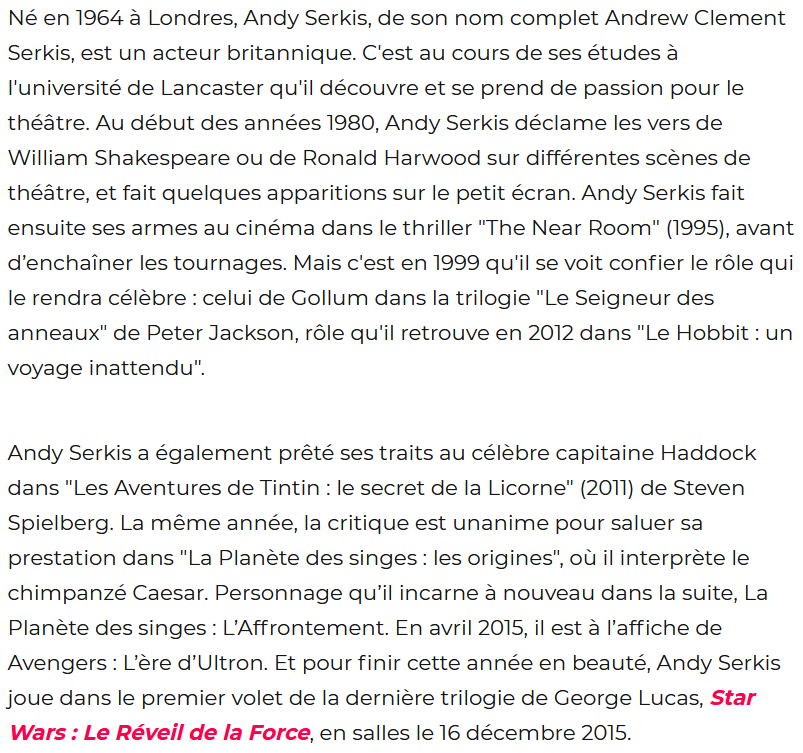 Né en 1964 à Londres, Andy Serkis, de son nom complet Andrew Clement
Serkis, est un acteur britannique. C'est au cours de ses études à
l'université de Lancaster qu'il découvre et se prend de passion pour le
théâtre. Au début des années 1980, Andy Serkis déclame les vers de
William Shakespeare ou de Ronald Harwood sur différentes scènes de
théâtre, et fait quelques apparitions sur le petit écran. Andy Serkis fait
ensuite ses armes au cinéma dans le thriller "The Near Room" (1995), avant
d’enchaîner les tournages. Mais c'est en 1999 qu'il se voit confier le rôle qui
le rendra célèbre : celui de Gollum dans la trilogie "Le Seigneur des
anneaux" de Peter Jackson, rôle qu'il retrouve en 2012 dans "Le Hobbit : un
voyage inattendu".
Andy Serkis a également prêté ses traits au célèbre capitaine Haddock
dans "Les Aventures de Tintin : le secret de la Licorne" (2011) de Steven
Spielberg. La même année, la critique est unanime pour saluer sa
prestation dans "La Planète des singes : les origines", où il interprète le
chimpanzé Caesar. Personnage qu’il incarne à nouveau dans la suite, La
Planète des singes : L’Affrontement. En avril 2015, il est à l’affiche de
Avengers : L’ère d’Ultron. Et pour finir cette année en beauté, Andy Serkis
joue dans le premier volet de la dernière trilogie de George Lucas, Star
Wars : Le Réveil de la Force, en salles le 16 décembre 2015.